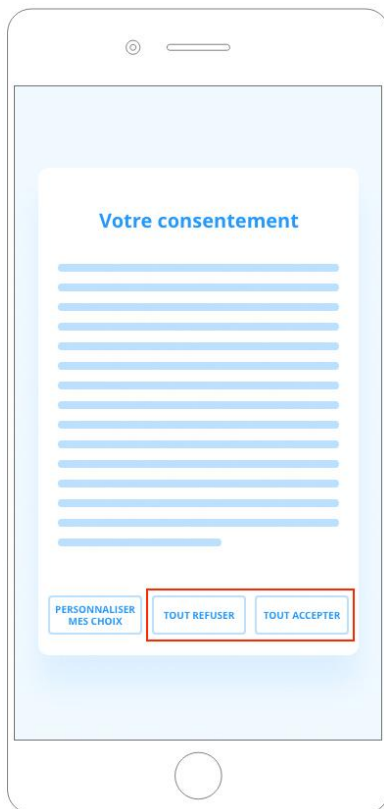 Votre consentement
PERSONNALISER
MES CHOIX
TOUT REFUSER
TOUT ACCEPTER